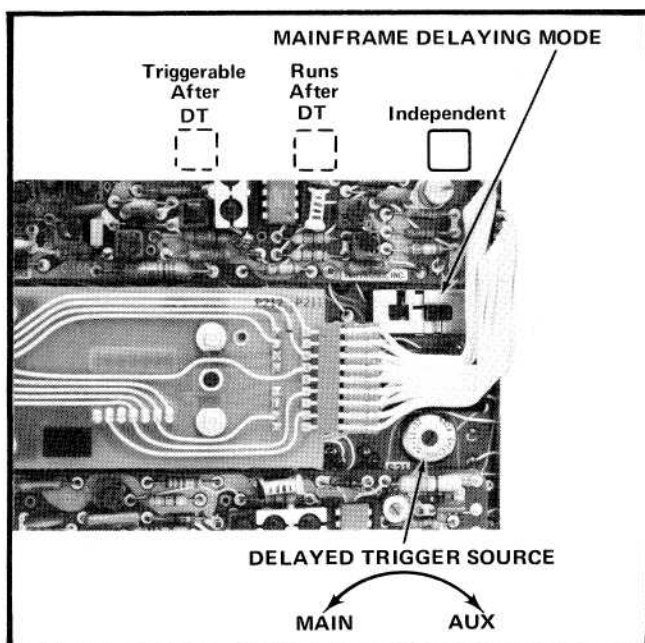 MAINFRAME DELAYING MODE
Triggerable
After
DT
Runs
After
DT
Independent
DELAYED TRIGGER SOURCE
MAIN
AUX